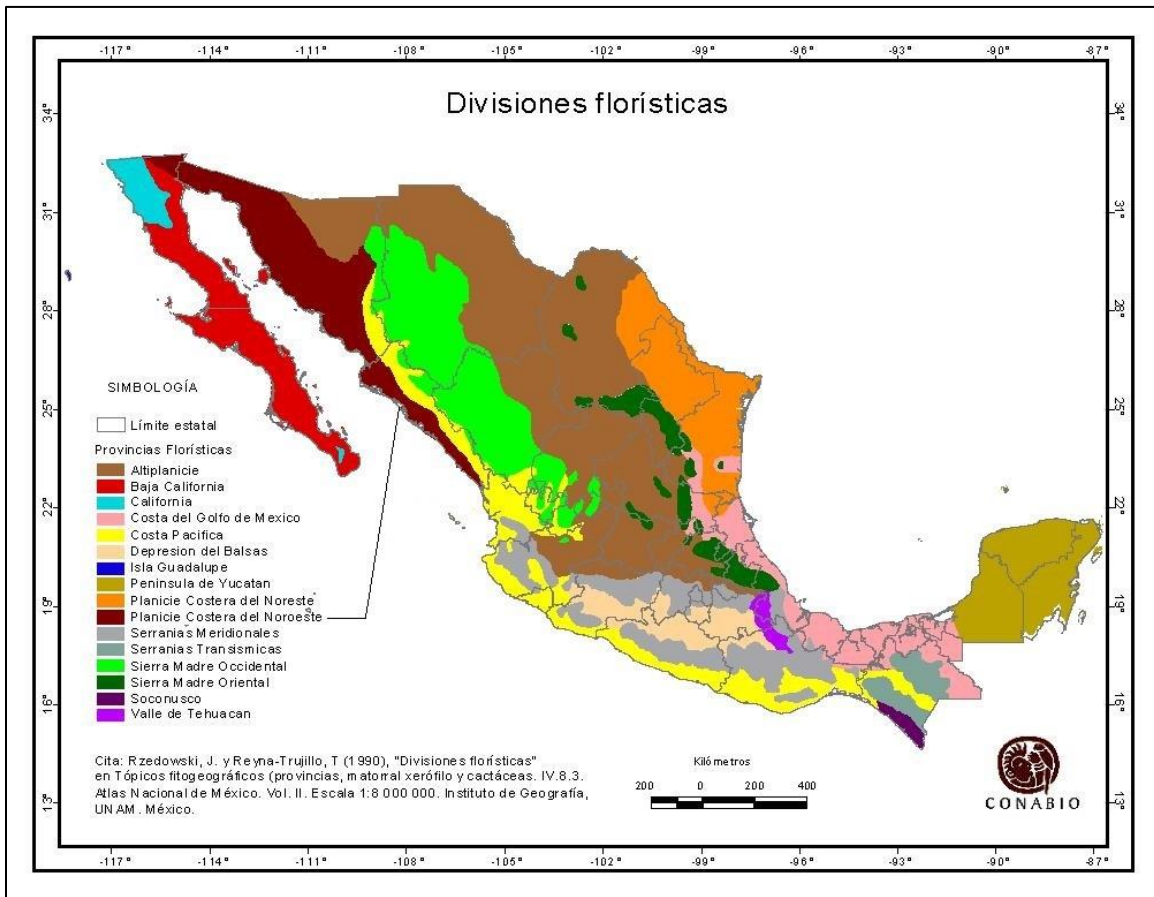 -117° -114° -111° -108° -105° -102° -99° -96° -93° -90° -87°
Divisiones florísticas
34° 34°
31° 31°
28° 28°
25° 25°
22° 22°
19° 19°
16° 16°
13° 13°
SIMBOLOGÍA
Límite estatal
Provincias Florísticas
Altiplanicie
Baja California
California
Costa del Golfo de Mexico
Costa Pacifica
Depresion del Balsas
Isla Guadalupe
Peninsula de Yucatan
Planicie Costera del Noreste
Planicie Costera del Noroeste
Serranias Meridionales
Serranias Transismicas
Sierra Madre Occidental
Sierra Madre Oriental
Soconusco
Valle de Tehuacan
Cita: Rzedowski, J. y Reyna-Trujillo, T (1990), "Divisiones florísticas"
en Tópicos fitogeográficos (provincias, matorral xerófilo y cactáceas. IV.8.3.
Atlas Nacional de México. Vol. II. Escala 1:8 000 000. Instituto de Geografía,
UNAM. México.
Kilómetros
200 0 200 400
CONABIO
-117° -114° -111° -108° -105° -102° -99° -96° -93° -90° -87°